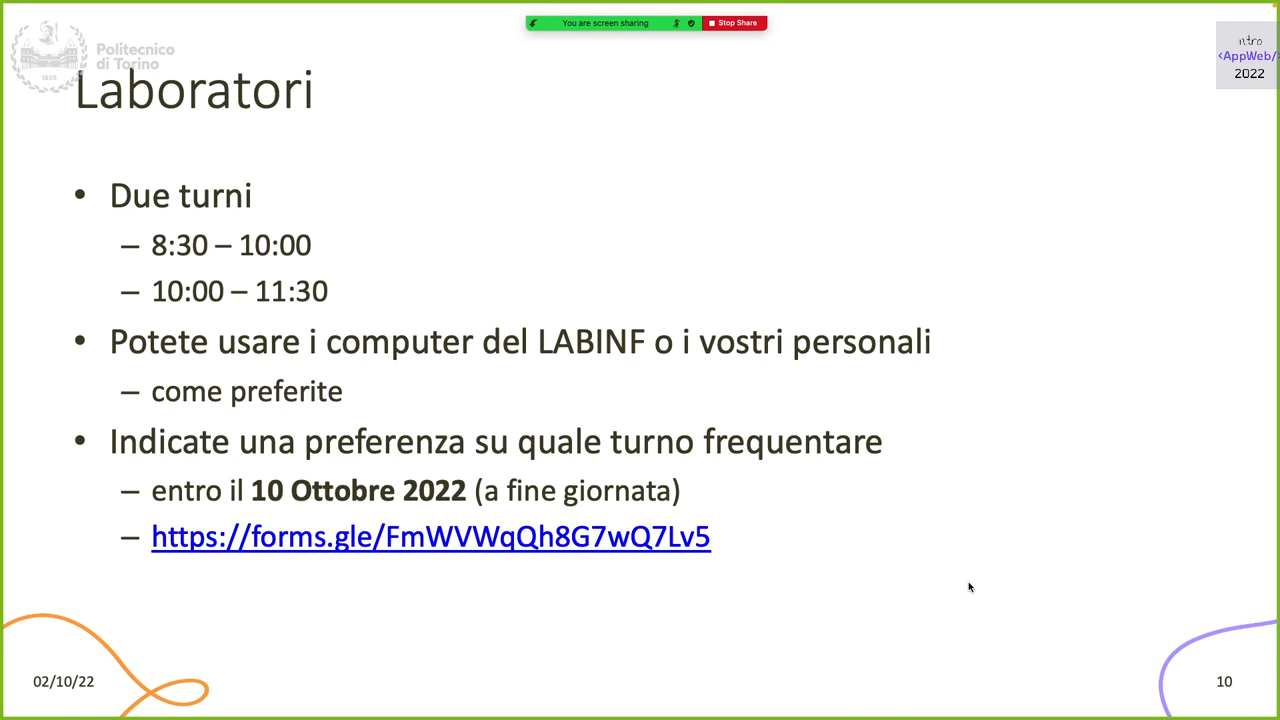 You are screen sharing
Stop Share
Politecnico
di Torino
1859
ntro
<AppWeb/
2022
Laboratori
• Due turni
– 8:30 – 10:00
– 10:00 – 11:30
• Potete usare i computer del LABINF o i vostri personali
– come preferite
• Indicate una preferenza su quale turno frequentare
– entro il 10 Ottobre 2022 (a fine giornata)
– https://forms.gle/FmWVWqQh8G7wQ7Lv5
02/10/22
10